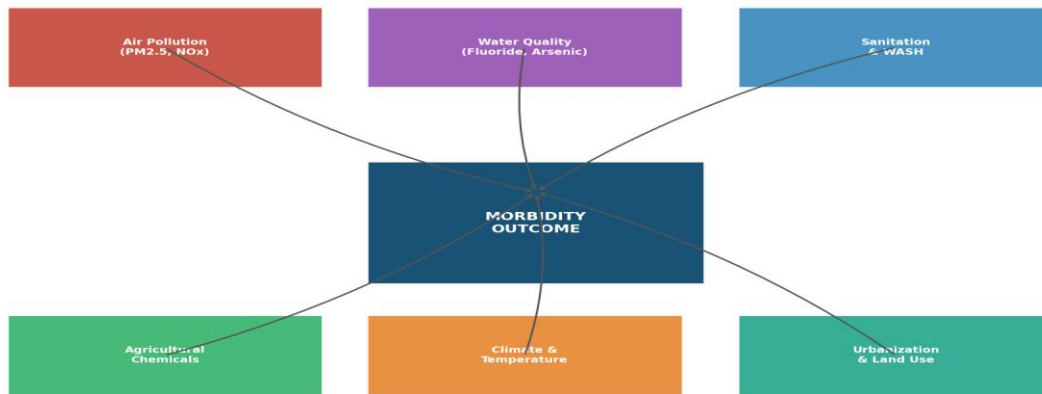 Air Pollution
(PM2.5, NOx)
Water Quality
(Fluoride, Arsenic)
Sanitation
& WASH
MORBIDITY
OUTCOME
Agricultural
Chemicals
Climate &
Temperature
Urbanization
& Land Use